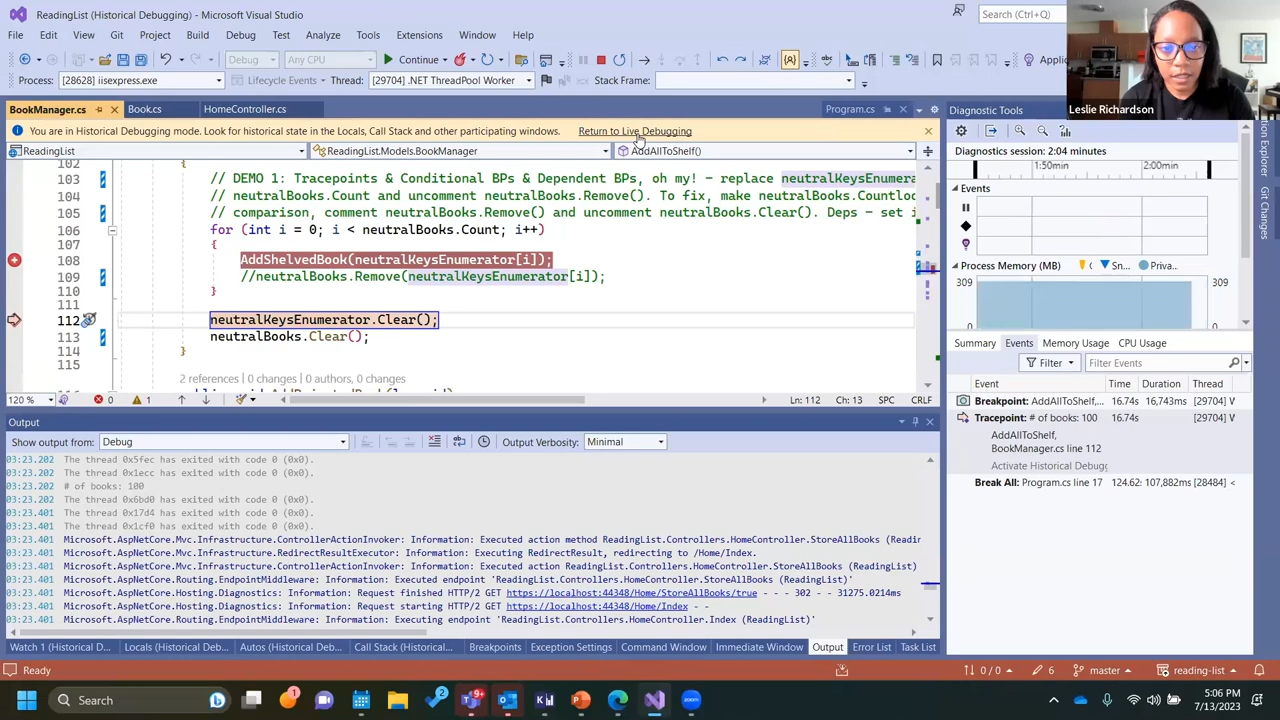 ReadingList (Historical Debugging) - Microsoft Visual Studio
Search (Ctrl+Q)
File Edit View Git Project Build Debug Test Analyze Tools Extensions Window Help
Debug Any CPU Continue
Process: [28628] iisexpress.exe Lifecycle Events Thread: [29704] .NET ThreadPool Worker Stack Frame:
Leslie Richardson
BookManager.cs Book.cs HomeController.cs Program.cs
You are in Historical Debugging mode. Look for historical state in the Locals, Call Stack and other participating windows. Return to Live Debugging
ReadingList ReadingList.Models.BookManager AddAllToShelf()
102 {
103 // DEMO 1: Tracepoints & Conditional BPs & Dependent BPs, oh my! - replace neutralKeysEnumera
104 // neutralBooks.Count and uncomment neutralBooks.Remove(). To fix, make neutralBooks.Countloc
105 // comparison, comment neutralBooks.Remove() and uncomment neutralBooks.Clear(). Deps - set i
106 for (int i = 0; i < neutralBooks.Count; i++)
107 {
108 AddShelvedBook(neutralKeysEnumerator[i]);
109 //neutralBooks.Remove(neutralKeysEnumerator[i]);
110 }
111
112 neutralKeysEnumerator.Clear();
113 neutralBooks.Clear();
114 }
115
2 references | 0 changes | 0 authors, 0 changes
120 % 0 1 Ln: 112 Ch: 13 SPC CRLF
Output
Show output from: Debug Output Verbosity: Minimal
03:23.202 The thread 0x5fec has exited with code 0 (0x0).
03:23.202 The thread 0x1ecc has exited with code 0 (0x0).
03:23.202 # of books: 100
03:23.401 The thread 0x6bd0 has exited with code 0 (0x0).
03:23.401 The thread 0x17d4 has exited with code 0 (0x0).
03:23.401 The thread 0x1cf0 has exited with code 0 (0x0).
03:23.401 Microsoft.AspNetCore.Mvc.Infrastructure.ControllerActionInvoker: Information: Executed action method ReadingList.Controllers.HomeController.StoreAllBooks (Readin
03:23.401 Microsoft.AspNetCore.Mvc.Infrastructure.RedirectResultExecutor: Information: Executing RedirectResult, redirecting to /Home/Index.
03:23.401 Microsoft.AspNetCore.Mvc.Infrastructure.ControllerActionInvoker: Information: Executed action ReadingList.Controllers.HomeController.StoreAllBooks (ReadingList)
03:23.401 Microsoft.AspNetCore.Routing.EndpointMiddleware: Information: Executed endpoint 'ReadingList.Controllers.HomeController.StoreAllBooks (ReadingList)'
03:23.401 Microsoft.AspNetCore.Hosting.Diagnostics: Information: Request finished HTTP/2 GET https://localhost:44348/Home/StoreAllBooks/true - - - 302 - - 31275.0214ms
03:23.401 Microsoft.AspNetCore.Hosting.Diagnostics: Information: Request starting HTTP/2 GET https://localhost:44348/Home/Index - -
03:23.401 Microsoft.AspNetCore.Routing.EndpointMiddleware: Information: Executing endpoint 'ReadingList.Controllers.HomeController.Index (ReadingList)'
Watch 1 (Historical D... Locals (Historical Deb... Autos (Historical Deb... Call Stack (Historical... Breakpoints Exception Settings Command Window Immediate Window Output Error List Task List
Diagnostic Tools
Diagnostics session: 2:04 minutes
1:50min 2:00min
Events
Process Memory (MB) Sn... Priva...
309 309
0 0
Summary Events Memory Usage CPU Usage
Filter Filter Events
Event Time Duration Thread
Breakpoint: AddAllToShelf,... 16.74s 16,743ms [29704] W
Tracepoint: # of books: 100 16.74s [29704] W
AddAllToShelf,
BookManager.cs line 112
Activate Historical Debugg
Break All: Program.cs line 17 124.62: 107,882ms [28484] <
Git Changes
Ready 0 / 0 6 master reading-list
Search 9+ 2 5:06 PM
7/13/2023